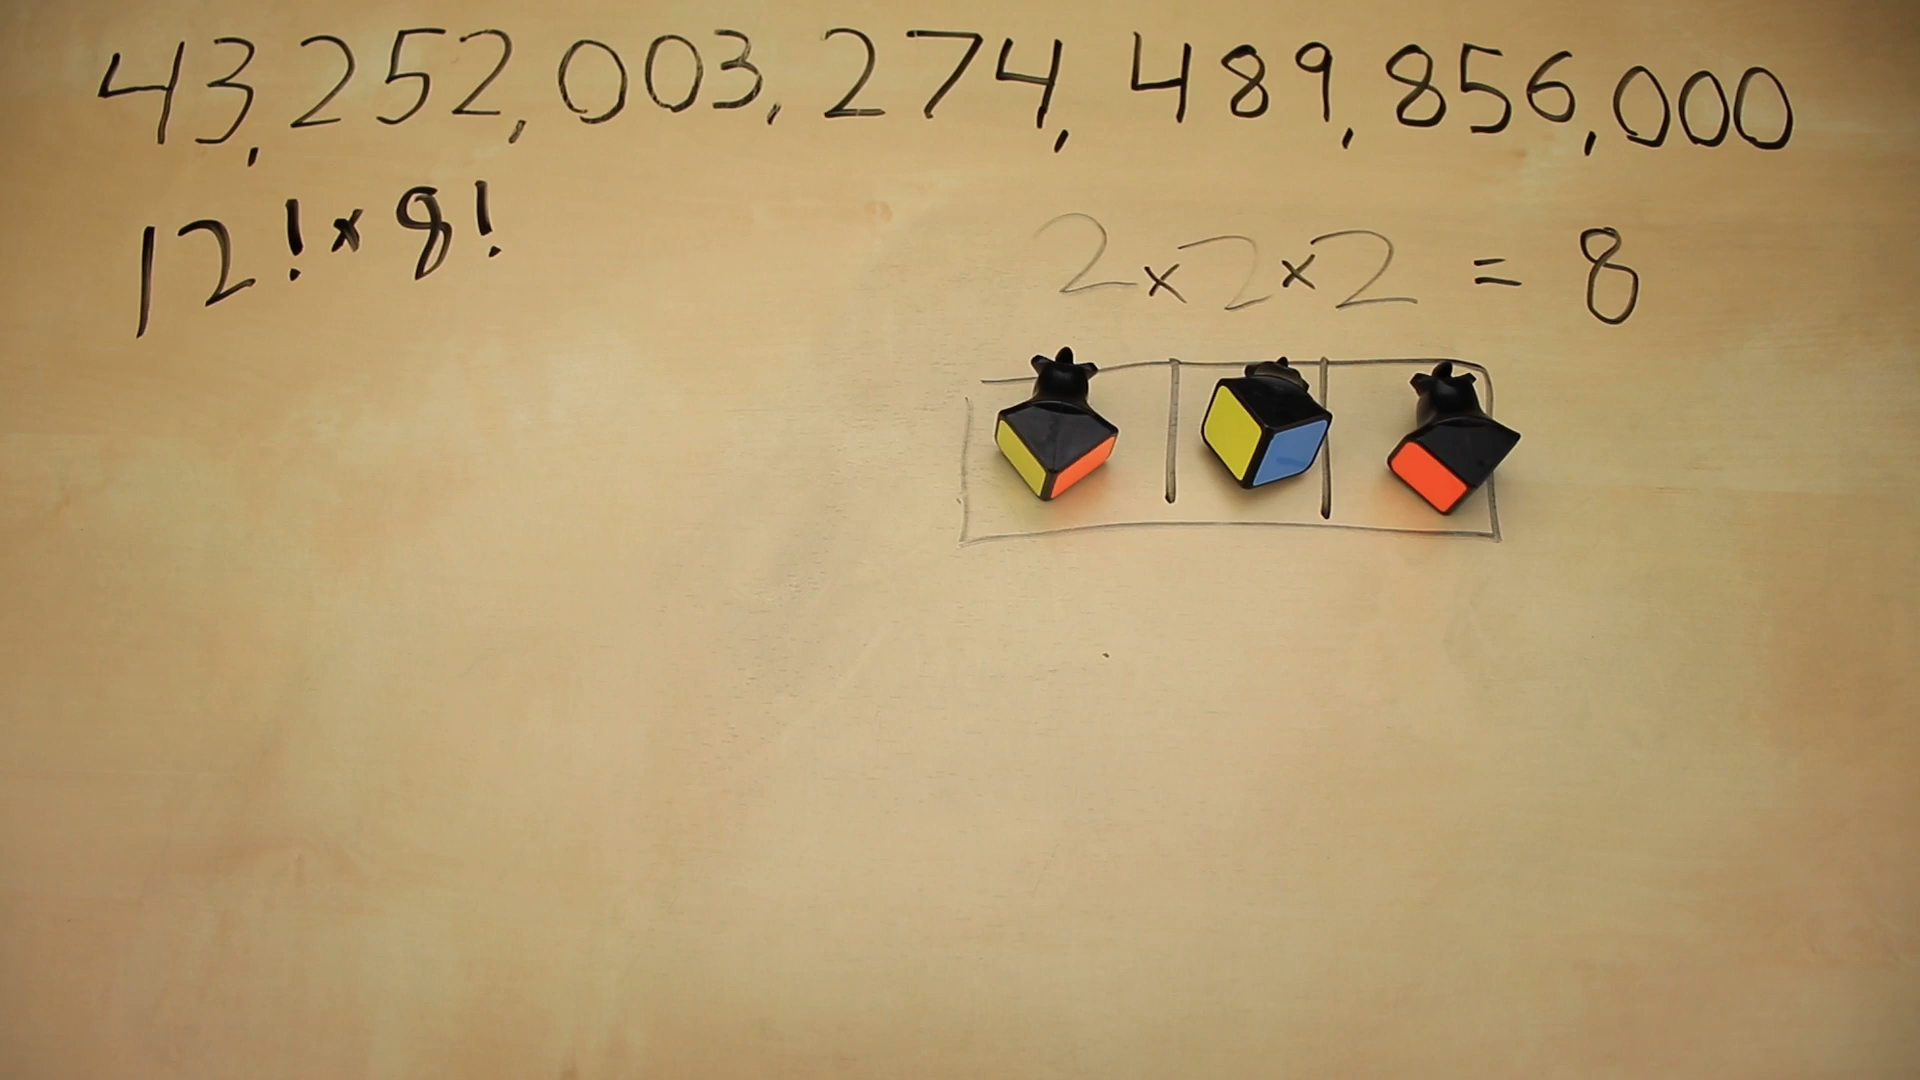 43,252,003,274,489,856,000
12! x 8!
2 x 2 x 2 = 8